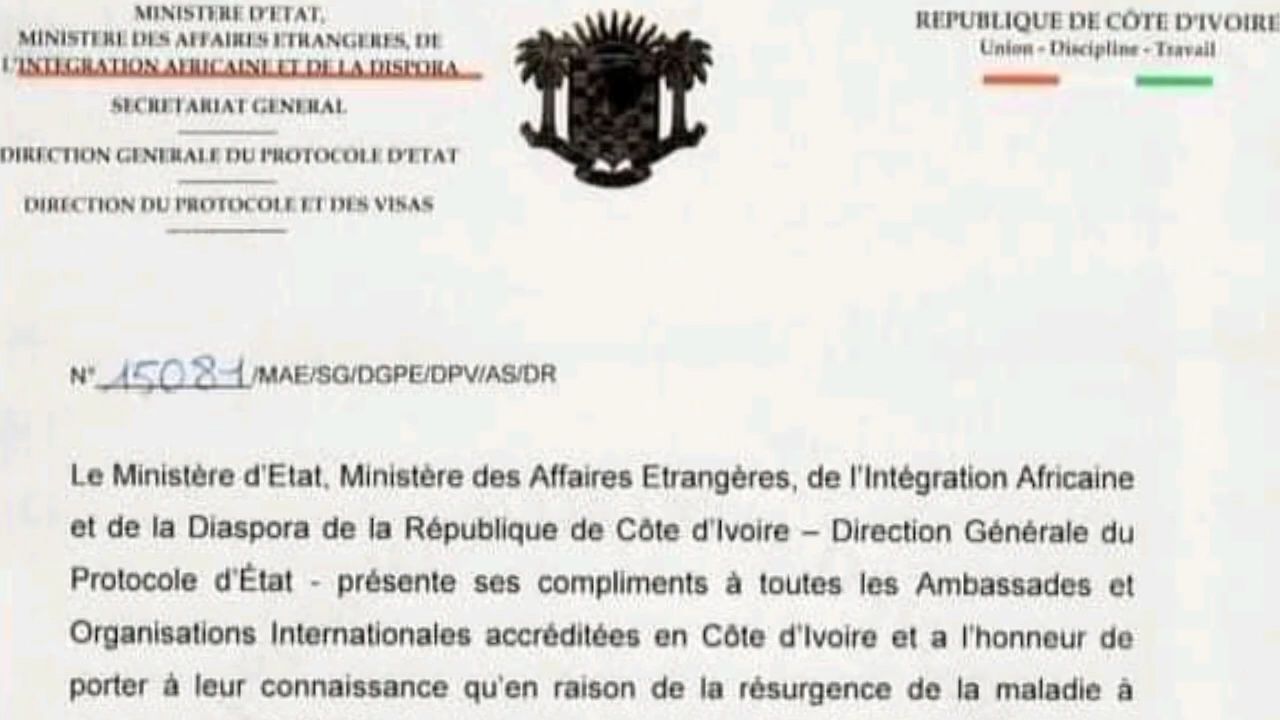 MINISTERE D'ETAT,
MINISTERE DES AFFAIRES ETRANGERES, DE
L'INTEGRATION AFRICAINE ET DE LA DISPORA
SECRETARIAT GENERAL
DIRECTION GENERALE DU PROTOCOLE D'ETAT
DIRECTION DU PROTOCOLE ET DES VISAS
REPUBLIQUE DE CÔTE D'IVOIRE
Union - Discipline - Travail
N° 15081/MAE/SG/DGPE/DPV/AS/DR
Le Ministère d'Etat, Ministère des Affaires Etrangères, de l'Intégration Africaine
et de la Diaspora de la République de Côte d'Ivoire – Direction Générale du
Protocole d'État - présente ses compliments à toutes les Ambassades et
Organisations Internationales accréditées en Côte d'Ivoire et a l'honneur de
porter à leur connaissance qu'en raison de la résurgence de la maladie à